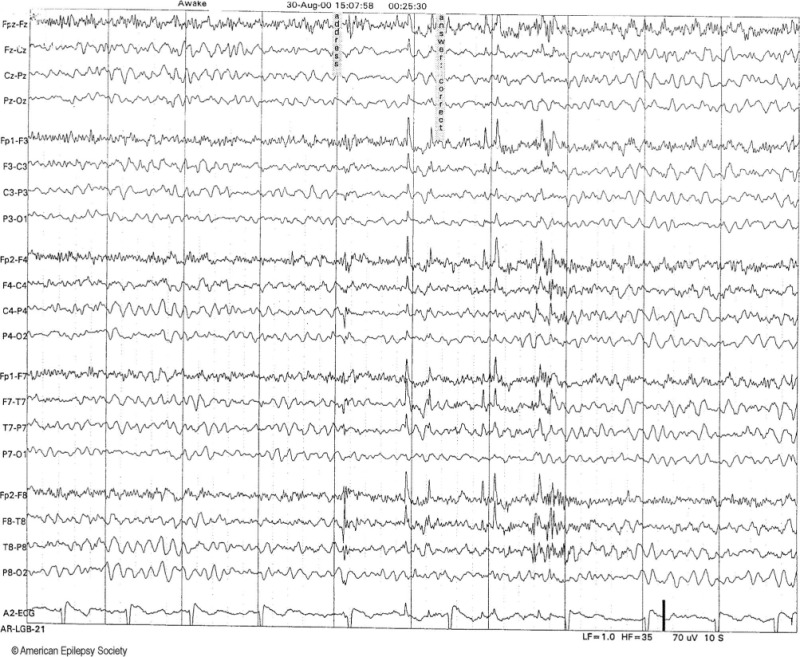 Awake 30-Aug-00 15:07:58 00:25:30
address
answer: correct
Fpz-Fz
Fz-Cz
Cz-Pz
Pz-Oz
Fp1-F3
F3-C3
C3-P3
P3-O1
Fp2-F4
F4-C4
C4-P4
P4-O2
Fp1-F7
F7-T7
T7-P7
P7-O1
Fp2-F8
F8-T8
T8-P8
P8-O2
A2-ECG
AR-LGB-21
LF=1.0 HF=35 70 uV 10 S
© American Epilepsy Society